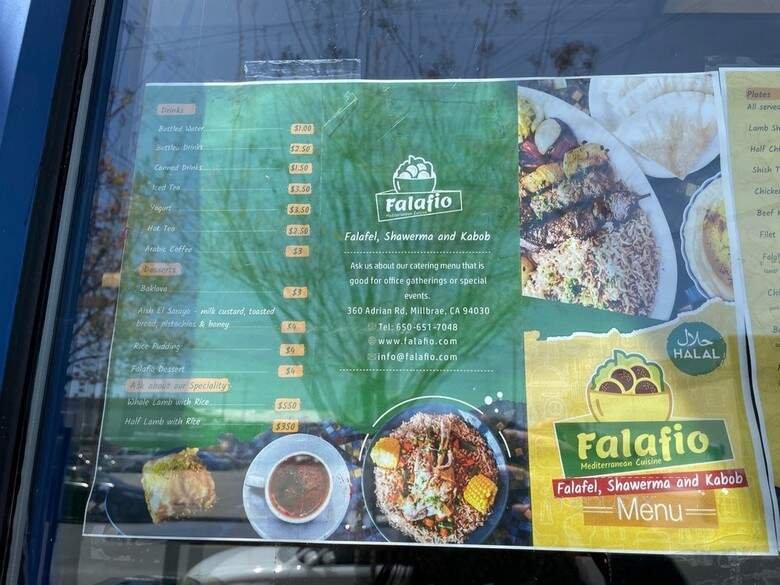 Drinks
Bottled Water $1.00
Bottled Drinks $2.50
Canned Drinks $1.50
Iced Tea $3.50
Yogurt $3.50
Hot Tea $2.50
Arabic Coffee $3
Desserts
Baklava $3
Aish El Saraya - milk custard, toasted
bread, pistachios & honey $4
Rice Pudding $4
Falafio Dessert $4
Ask about our Speciality
Whole Lamb with Rice $550
Half Lamb with Rice $350
Falafio
Mediterranean Cuisine
Falafel, Shawerma and Kabob
Ask us about our catering menu that is
good for office gatherings or special
events.
360 Adrian Rd, Millbrae, CA 94030
Tel: 650-651-7048
www.falafio.com
info@falafio.com
حلال
HALAL
Falafio
Mediterranean Cuisine
Falafel, Shawerma and Kabob
Menu
Plates
All serve
Lamb Sh
Half Chi
Shish T
Chicke
Beef
Filet
Falaf